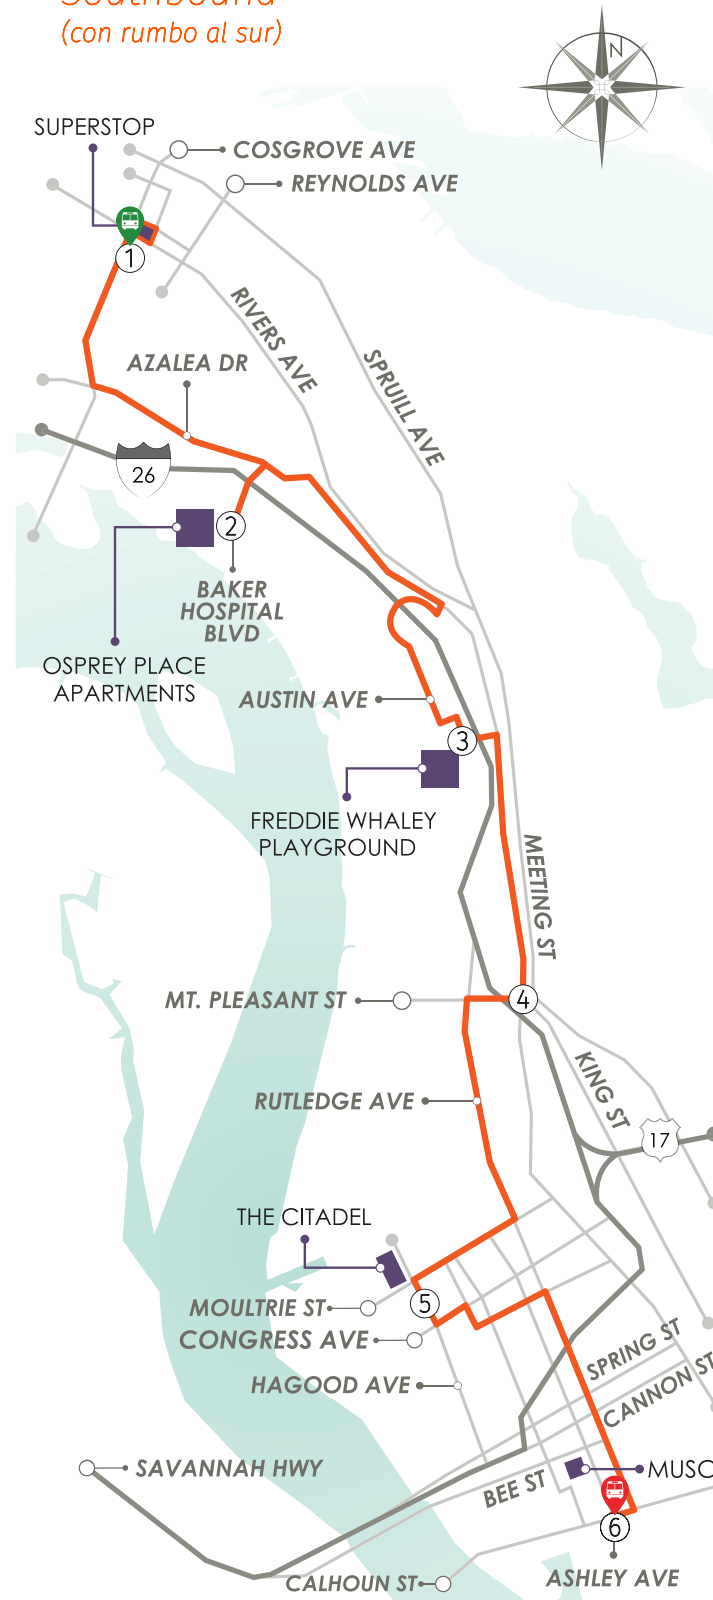 Southbound
(con rumbo al sur)
N
SUPERSTOP
COSGROVE AVE
REYNOLDS AVE
1
RIVERS AVE
SPRUILL AVE
AZALEA DR
26
2
BAKER
HOSPITAL
BLVD
OSPREY PLACE
APARTMENTS
AUSTIN AVE
3
FREDDIE WHALEY
PLAYGROUND
MEETING ST
MT. PLEASANT ST
4
KING ST
RUTLEDGE AVE
17
THE CITADEL
MOULTRIE ST
5
CONGRESS AVE
HAGOOD AVE
SPRING ST
CANNON ST
SAVANNAH HWY
BEE ST
MUSC
6
CALHOUN ST
ASHLEY AVE